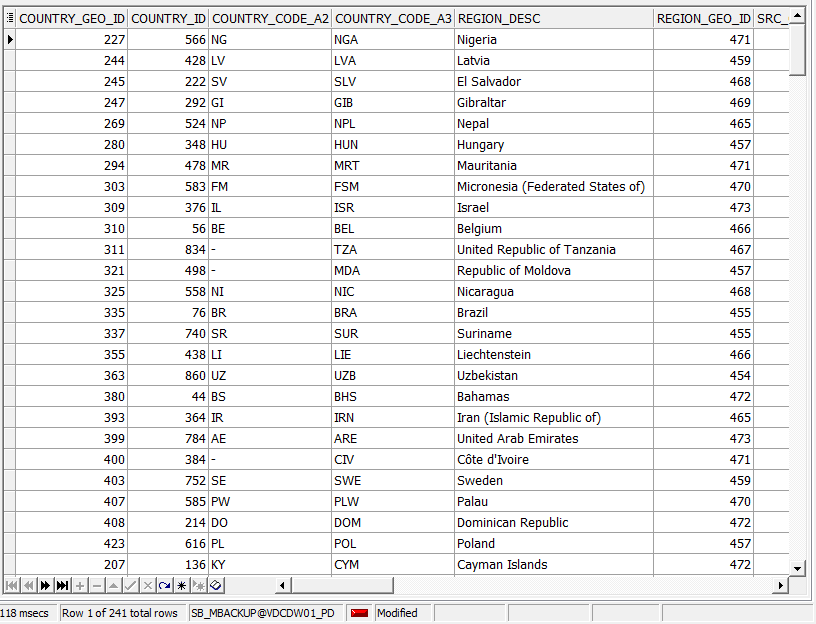 COUNTRY_GEO_ID COUNTRY_ID COUNTRY_CODE_A2 COUNTRY_CODE_A3 REGION_DESC REGION_GEO_ID SRC_
227 566 NG NGA Nigeria 471
244 428 LV LVA Latvia 459
245 222 SV SLV El Salvador 468
247 292 GI GIB Gibraltar 469
269 524 NP NPL Nepal 465
280 348 HU HUN Hungary 457
294 478 MR MRT Mauritania 471
303 583 FM FSM Micronesia (Federated States of) 470
309 376 IL ISR Israel 473
310 56 BE BEL Belgium 466
311 834 - TZA United Republic of Tanzania 467
321 498 - MDA Republic of Moldova 457
325 558 NI NIC Nicaragua 468
335 76 BR BRA Brazil 455
337 740 SR SUR Suriname 455
355 438 LI LIE Liechtenstein 466
363 860 UZ UZB Uzbekistan 454
380 44 BS BHS Bahamas 472
393 364 IR IRN Iran (Islamic Republic of) 465
399 784 AE ARE United Arab Emirates 473
400 384 - CIV Côte d'Ivoire 471
403 752 SE SWE Sweden 459
407 585 PW PLW Palau 470
408 214 DO DOM Dominican Republic 472
423 616 PL POL Poland 457
207 136 KY CYM Cayman Islands 472
118 msecs Row 1 of 241 total rows SB_MBACKUP@VDCDW01_PD Modified